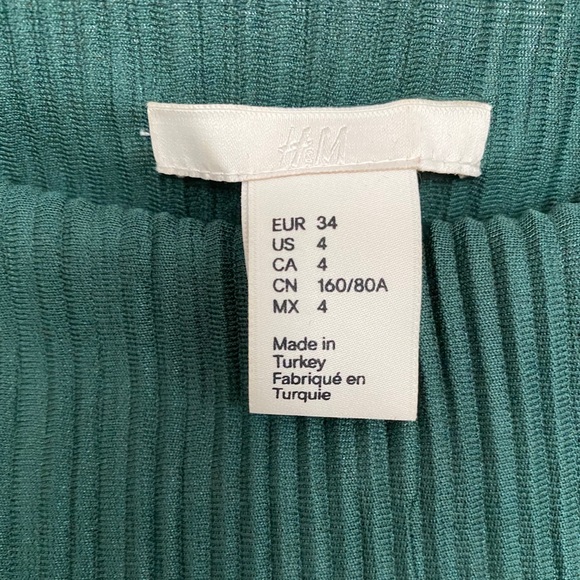 H&M
EUR 34
US 4
CA 4
CN 160/80A
MX 4
Made in
Turkey
Fabriqué en
Turquie